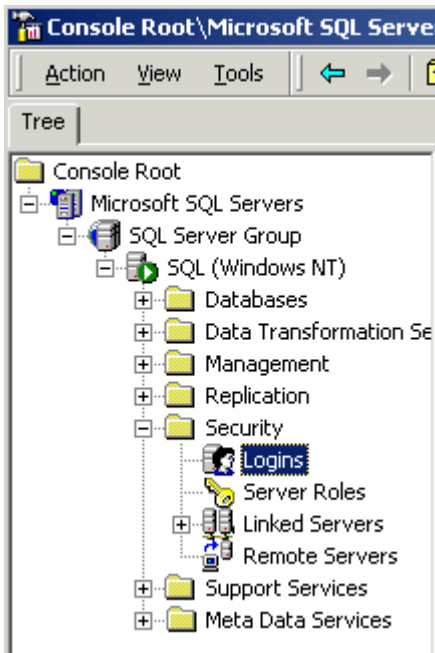 Console Root\Microsoft SQL Serve
Action View Tools
Tree
Console Root
Microsoft SQL Servers
SQL Server Group
SQL (Windows NT)
Databases
Data Transformation Se
Management
Replication
Security
Logins
Server Roles
Linked Servers
Remote Servers
Support Services
Meta Data Services